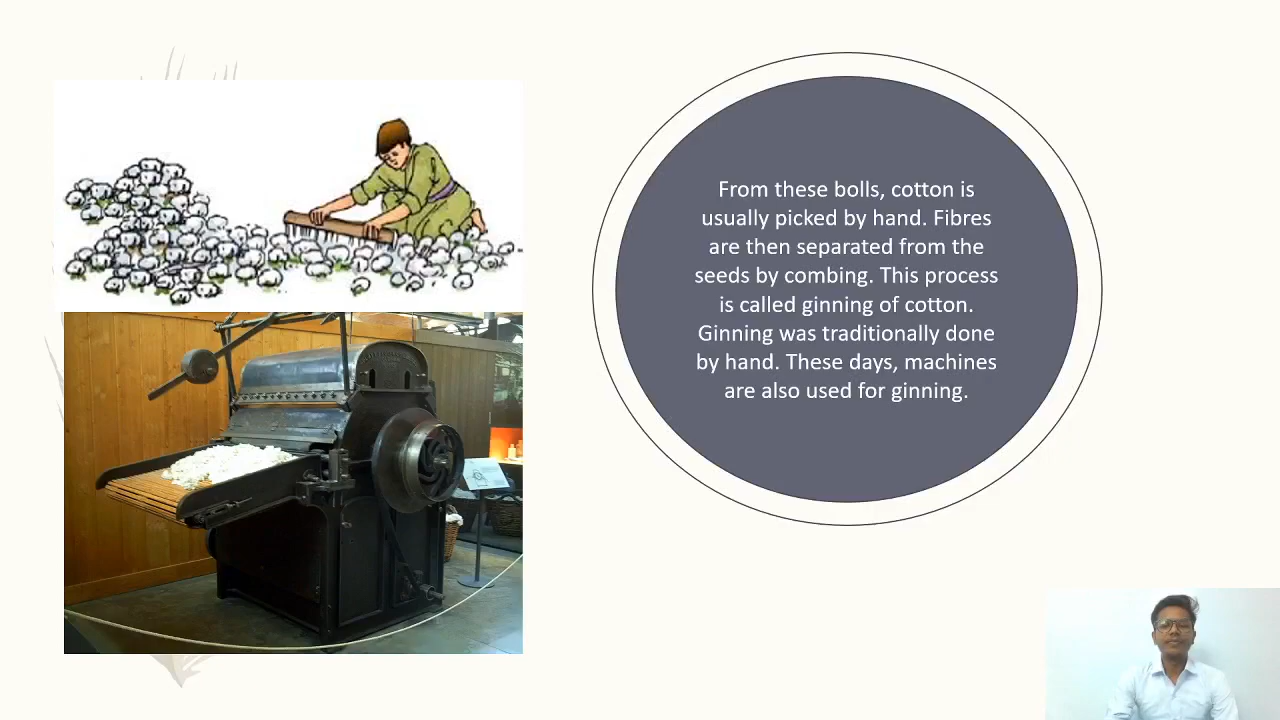 From these bolls, cotton is
usually picked by hand. Fibres
are then separated from the
seeds by combing. This process
is called ginning of cotton.
Ginning was traditionally done
by hand. These days, machines
are also used for ginning.